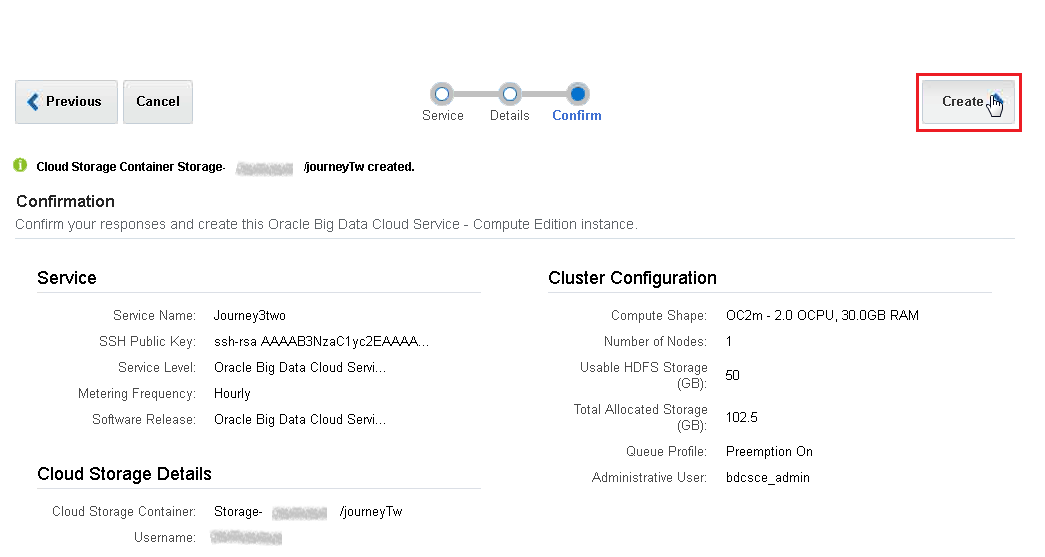 Previous
Cancel
Service
Details
Confirm
Create
Cloud Storage Container Storage- /journeyTw created.
Confirmation
Confirm your responses and create this Oracle Big Data Cloud Service - Compute Edition instance.
Service
Service Name: Journey3two
SSH Public Key: ssh-rsa AAAAB3NzaC1yc2EAAAA...
Service Level: Oracle Big Data Cloud Servi...
Metering Frequency: Hourly
Software Release: Oracle Big Data Cloud Servi...
Cloud Storage Details
Cloud Storage Container: Storage- /journeyTw
Username:
Cluster Configuration
Compute Shape: OC2m - 2.0 OCPU, 30.0GB RAM
Number of Nodes: 1
Usable HDFS Storage
(GB): 50
Total Allocated Storage
(GB): 102.5
Queue Profile: Preemption On
Administrative User: bdcsce_admin